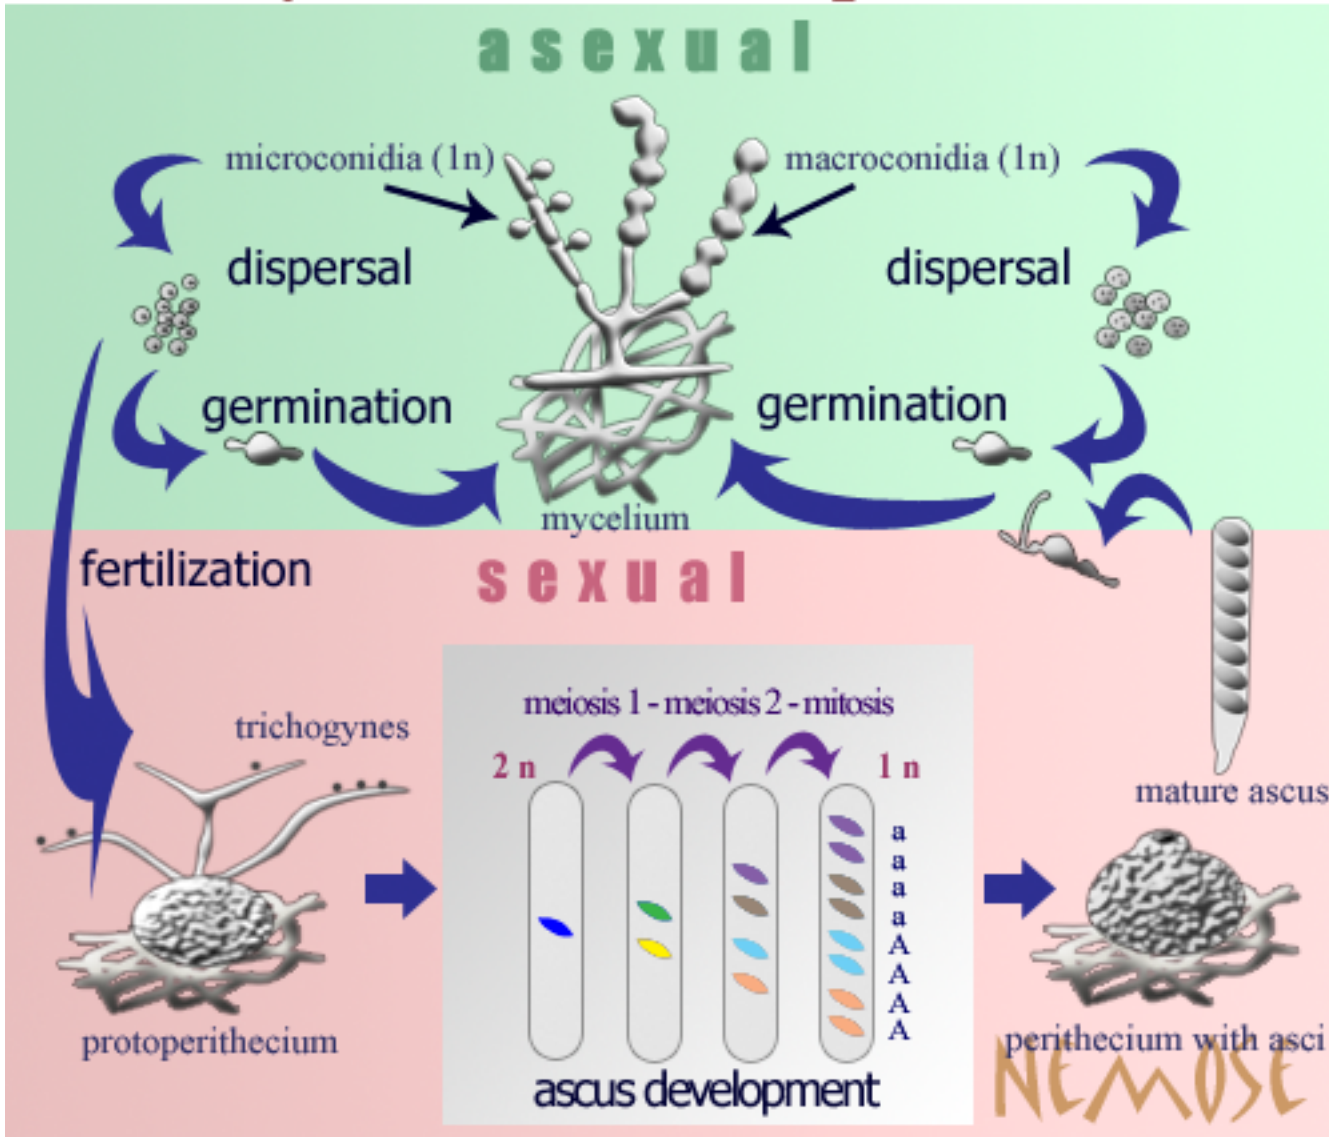 asexual
microconidia (1n)
macroconidia (1n)
dispersal
dispersal
germination
germination
mycelium
fertilization
sexual
meiosis 1 - meiosis 2 - mitosis
trichogynes
2 n
1 n
mature ascus
a
a
a
a
A
A
A
A
protoperithecium
perithecium with asci
ascus development
NEMOSE